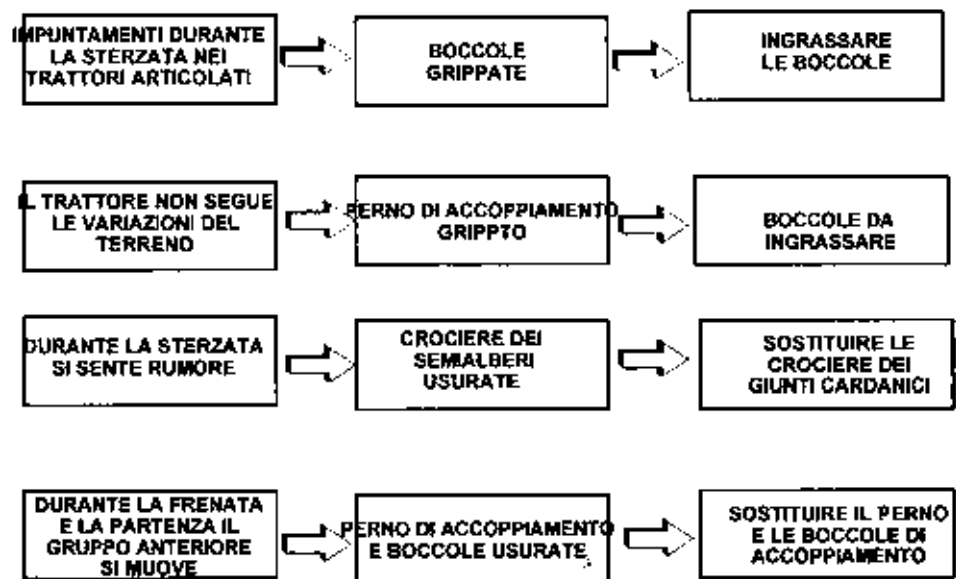 IMPUNTAMENTI DURANTE
LA STERZATA NEI
TRATTORI ARTICOLATI
BOCCOLE
GRIPPATE
INGRASSARE
LE BOCCOLE
IL TRATTORE NON SEGUE
LE VARIAZIONI DEL
TERRENO
PERNO DI ACCOPPIAMENTO
GRIPPTO
BOCCOLE DA
INGRASSARE
DURANTE LA STERZATA
SI SENTE RUMORE
CROCIERE DEI
SEMIALBERI
USURATE
SOSTITUIRE LE
CROCIERE DEI
GIUNTI CARDANICI
DURANTE LA FRENATA
E LA PARTENZA IL
GRUPPO ANTERIORE
SI MUOVE
PERNO DI ACCOPPIAMENTO
E BOCCOLE USURATE
SOSTITUIRE IL PERNO
E LE BOCCOLE DI
ACCOPPIAMENTO